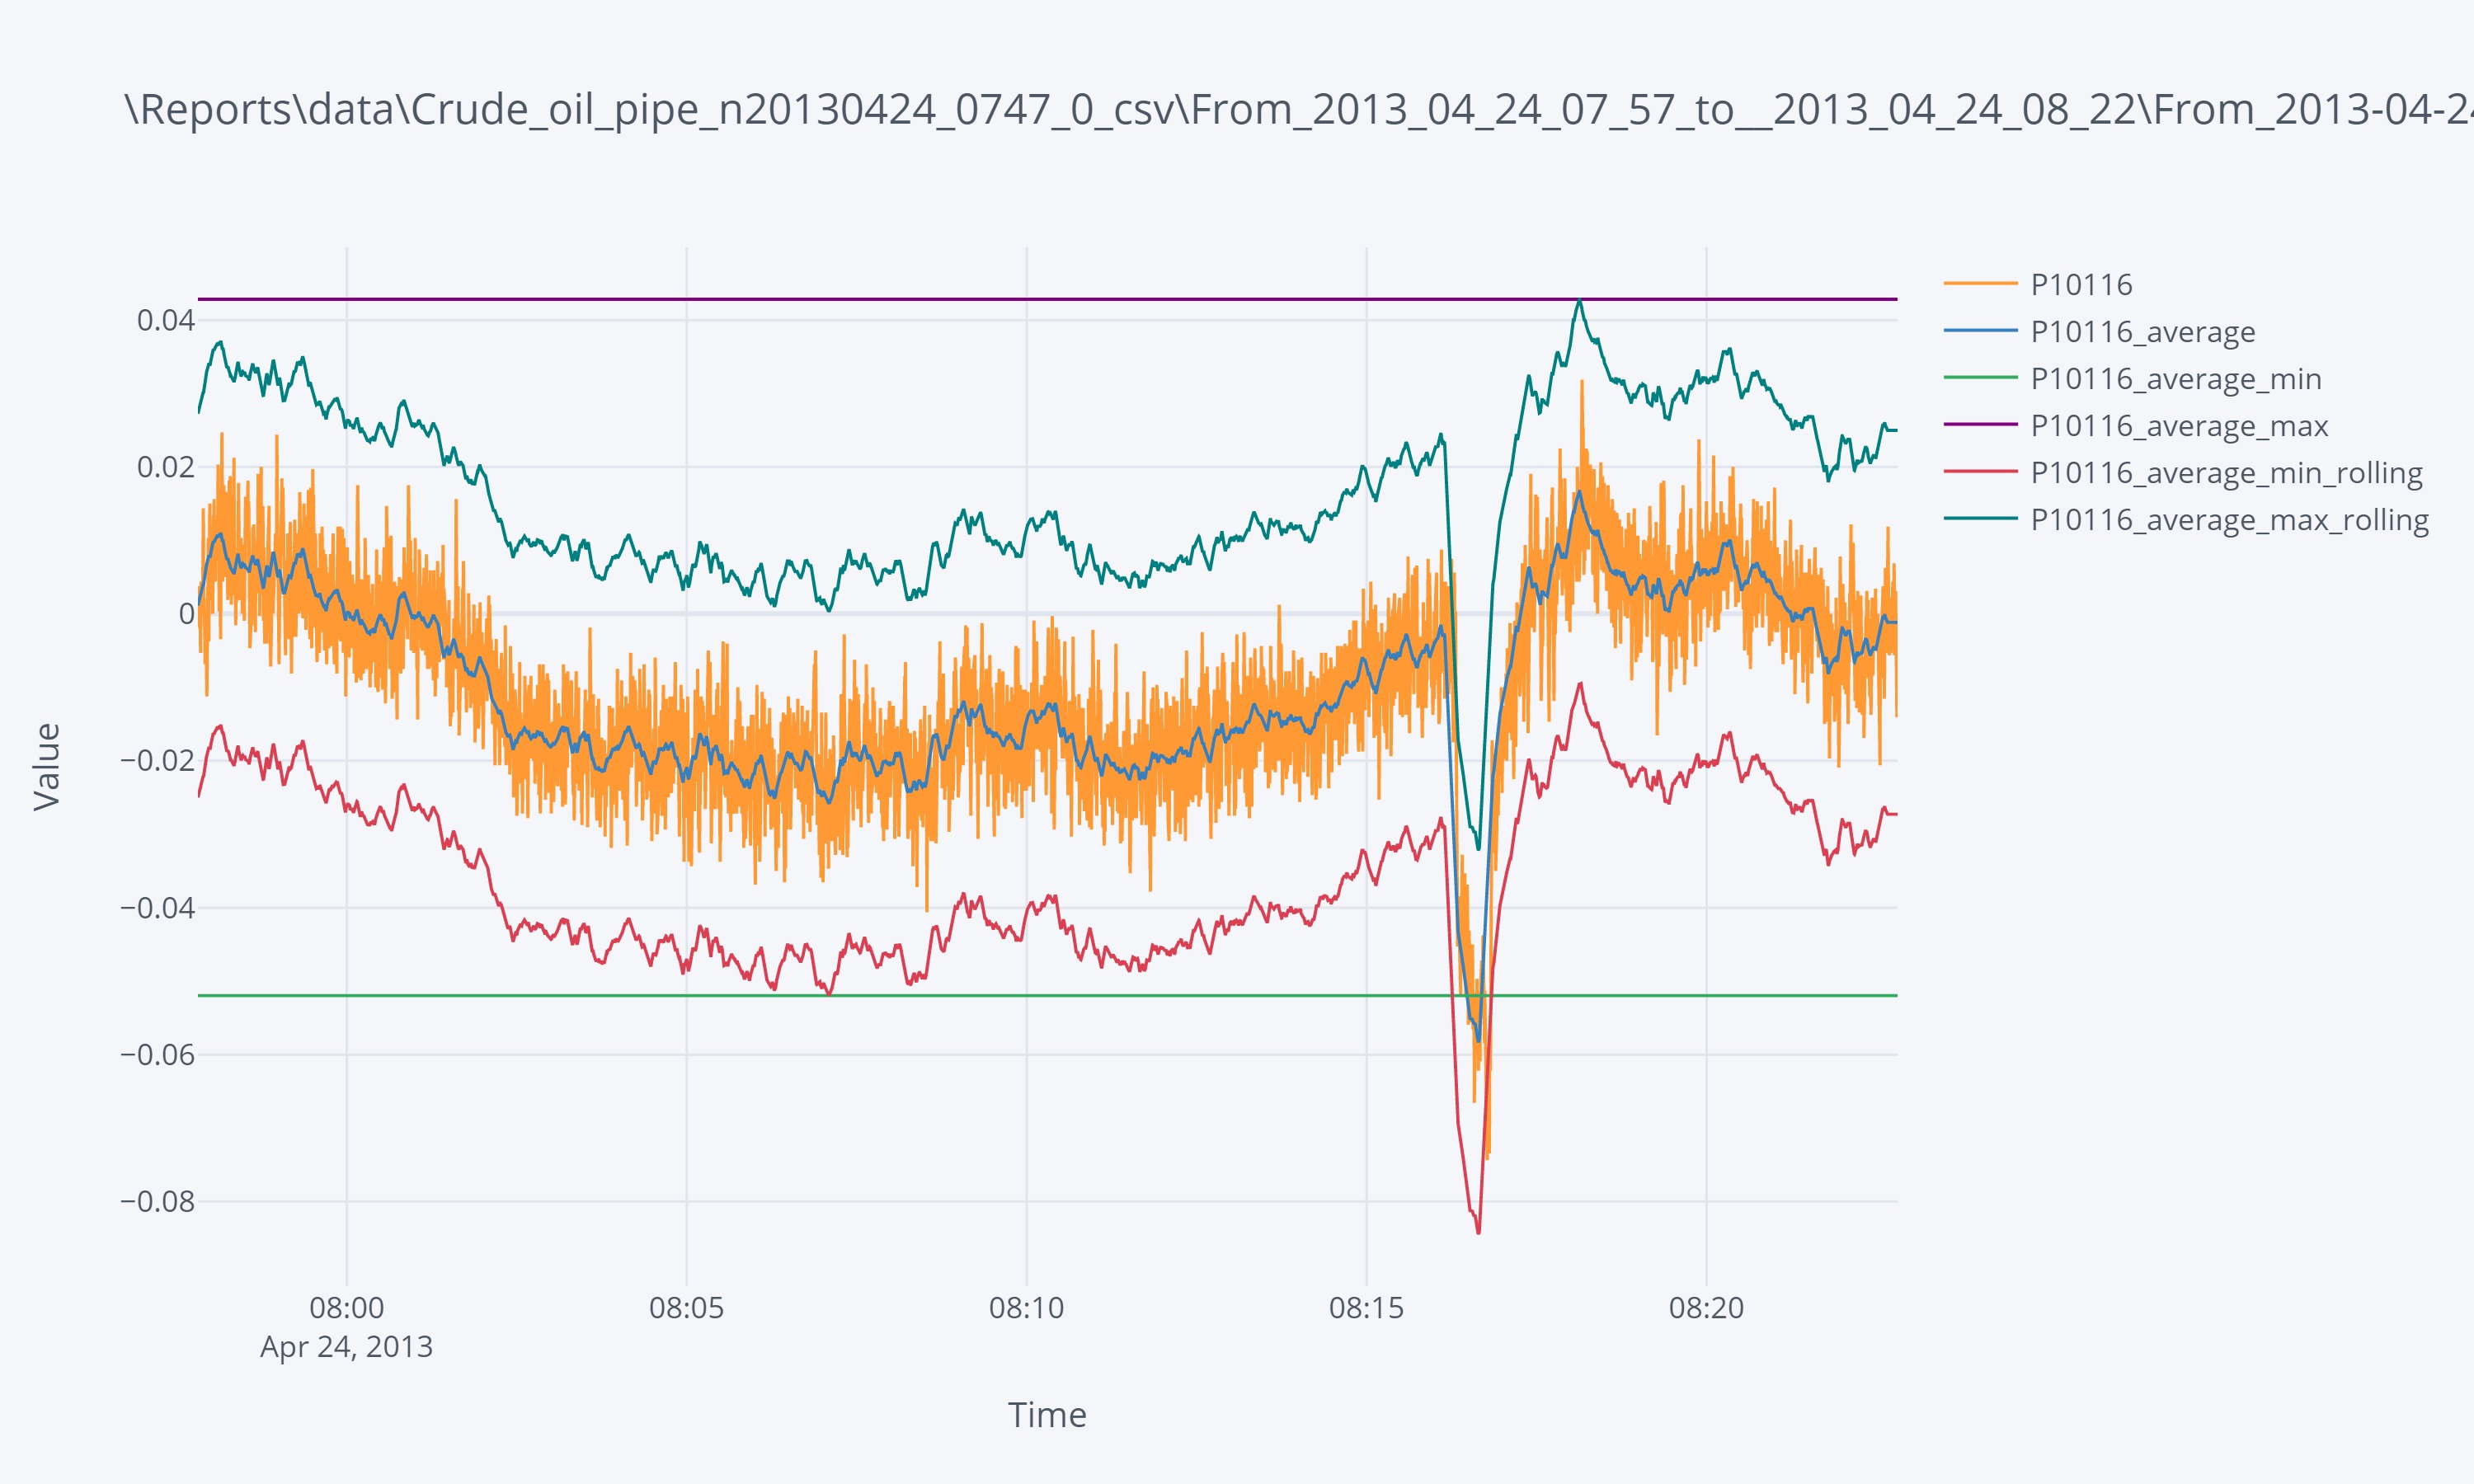 \Reports\data\Crude_oil_pipe_n20130424_0747_0_csv\From_2013_04_24_07_57_to__2013_04_24_08_22\From_2013-04-24
P10116
P10116_average
P10116_average_min
P10116_average_max
P10116_average_min_rolling
P10116_average_max_rolling
Value
0.04
0.02
0
−0.02
−0.04
−0.06
−0.08
08:00 08:05 08:10 08:15 08:20
Apr 24, 2013
Time